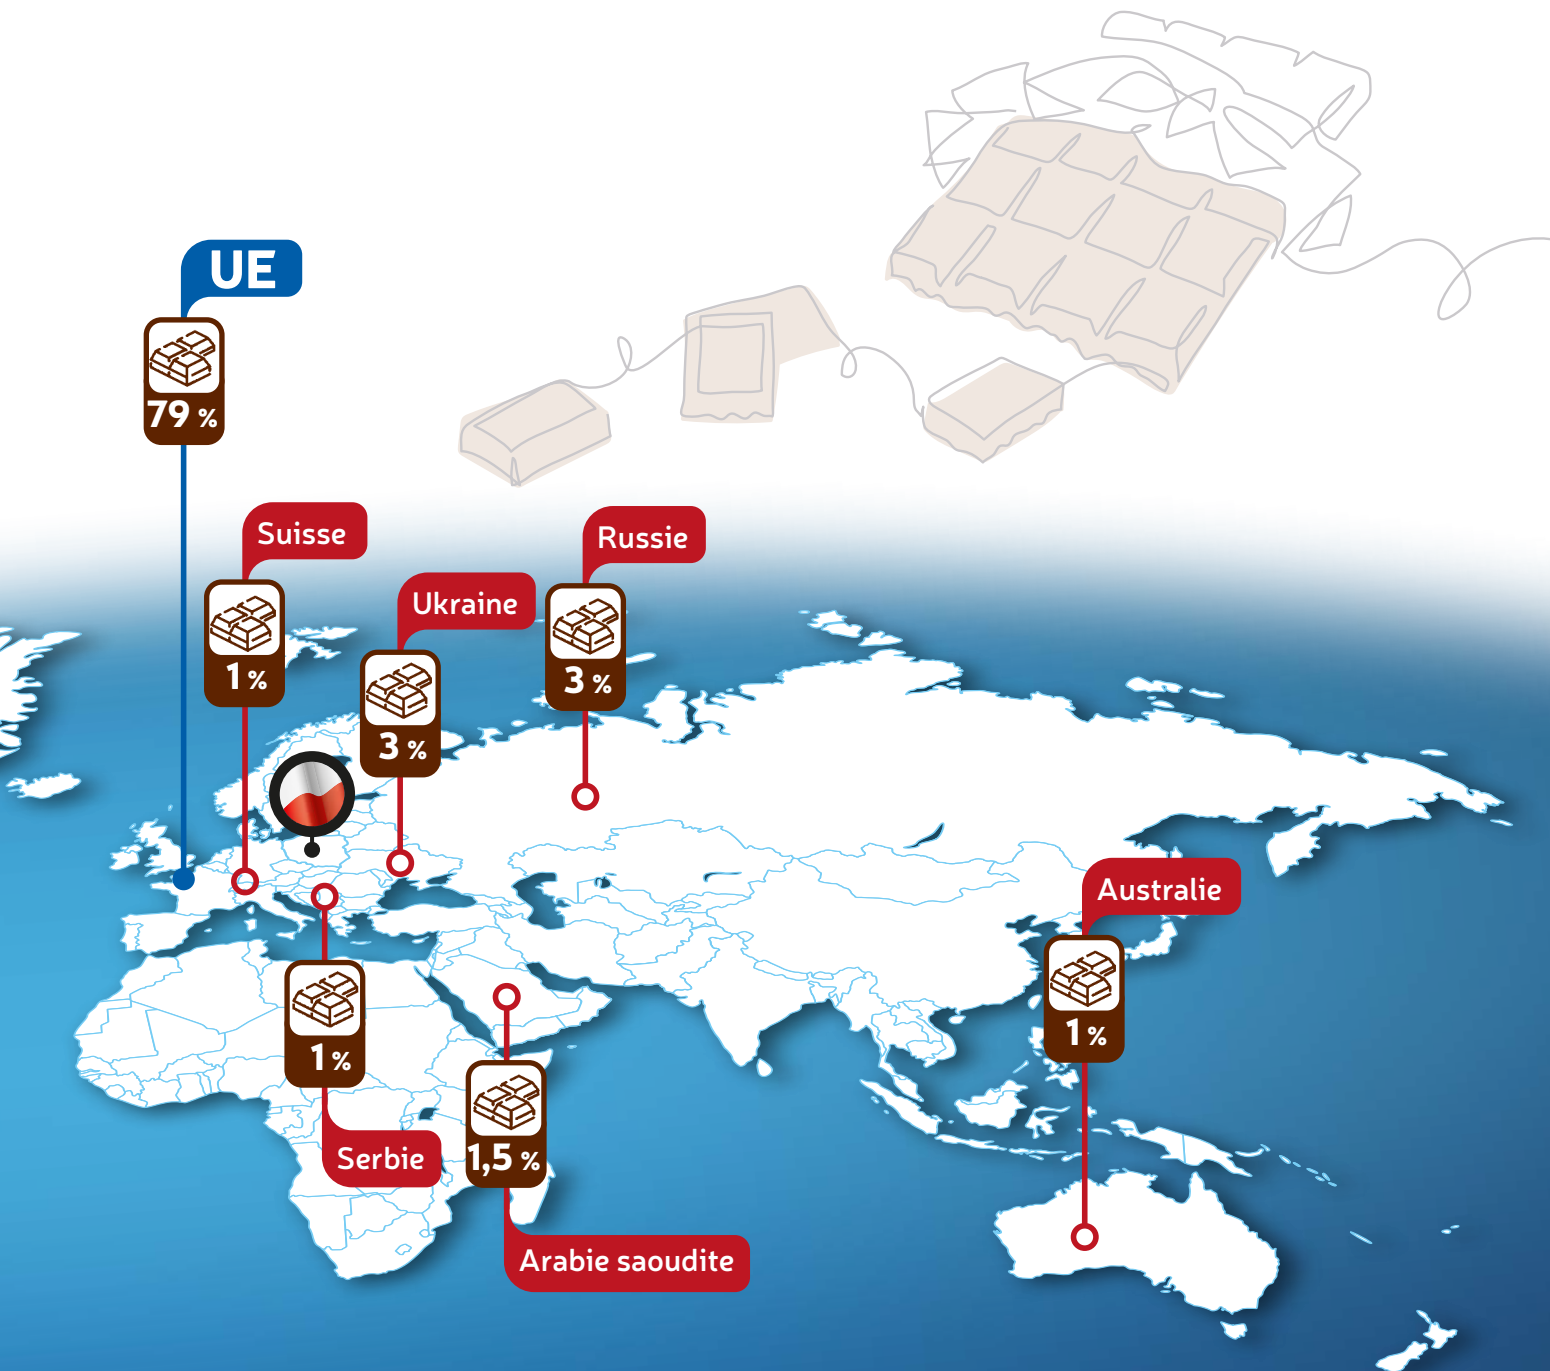 UE
79 %
Suisse
1 %
Ukraine
3 %
Russie
3 %
Australie
1 %
1 %
Serbie
1,5 %
Arabie saoudite